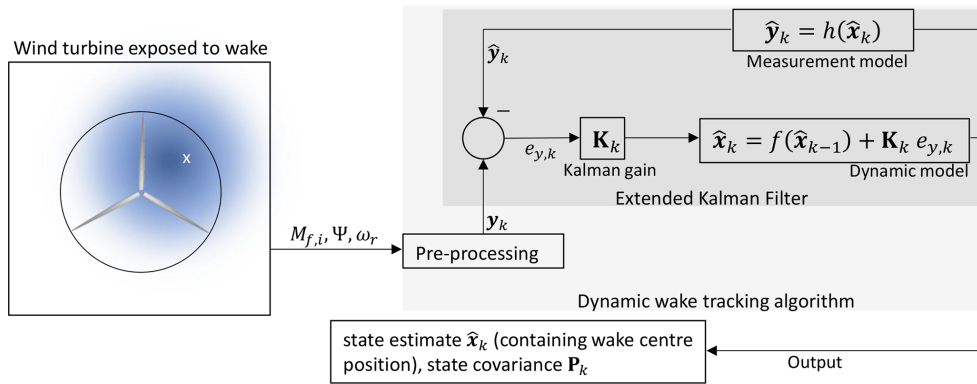 Wind turbine exposed to wake
x
M_{f,i}, Ψ, ω_r
Pre-processing
y_k
ŷ_k
−
e_{y,k}
K_k
Kalman gain
ŷ_k = h(x̂_k)
Measurement model
x̂_k = f(x̂_{k−1}) + K_k e_{y,k}
Dynamic model
Extended Kalman Filter
Dynamic wake tracking algorithm
state estimate x̂_k (containing wake centre
position), state covariance P_k
Output